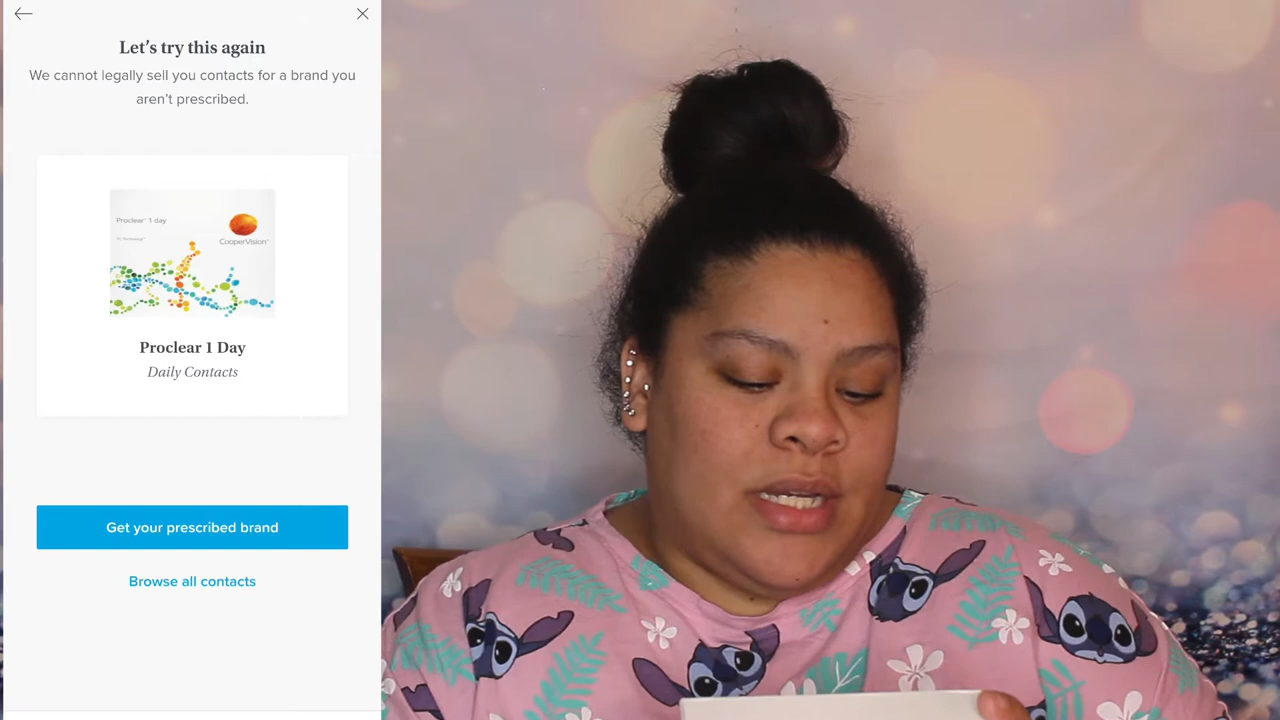 Let's try this again
We cannot legally sell you contacts for a brand you
aren't prescribed.
Proclear 1 day
CooperVision
Proclear 1 Day
Daily Contacts
Get your prescribed brand
Browse all contacts